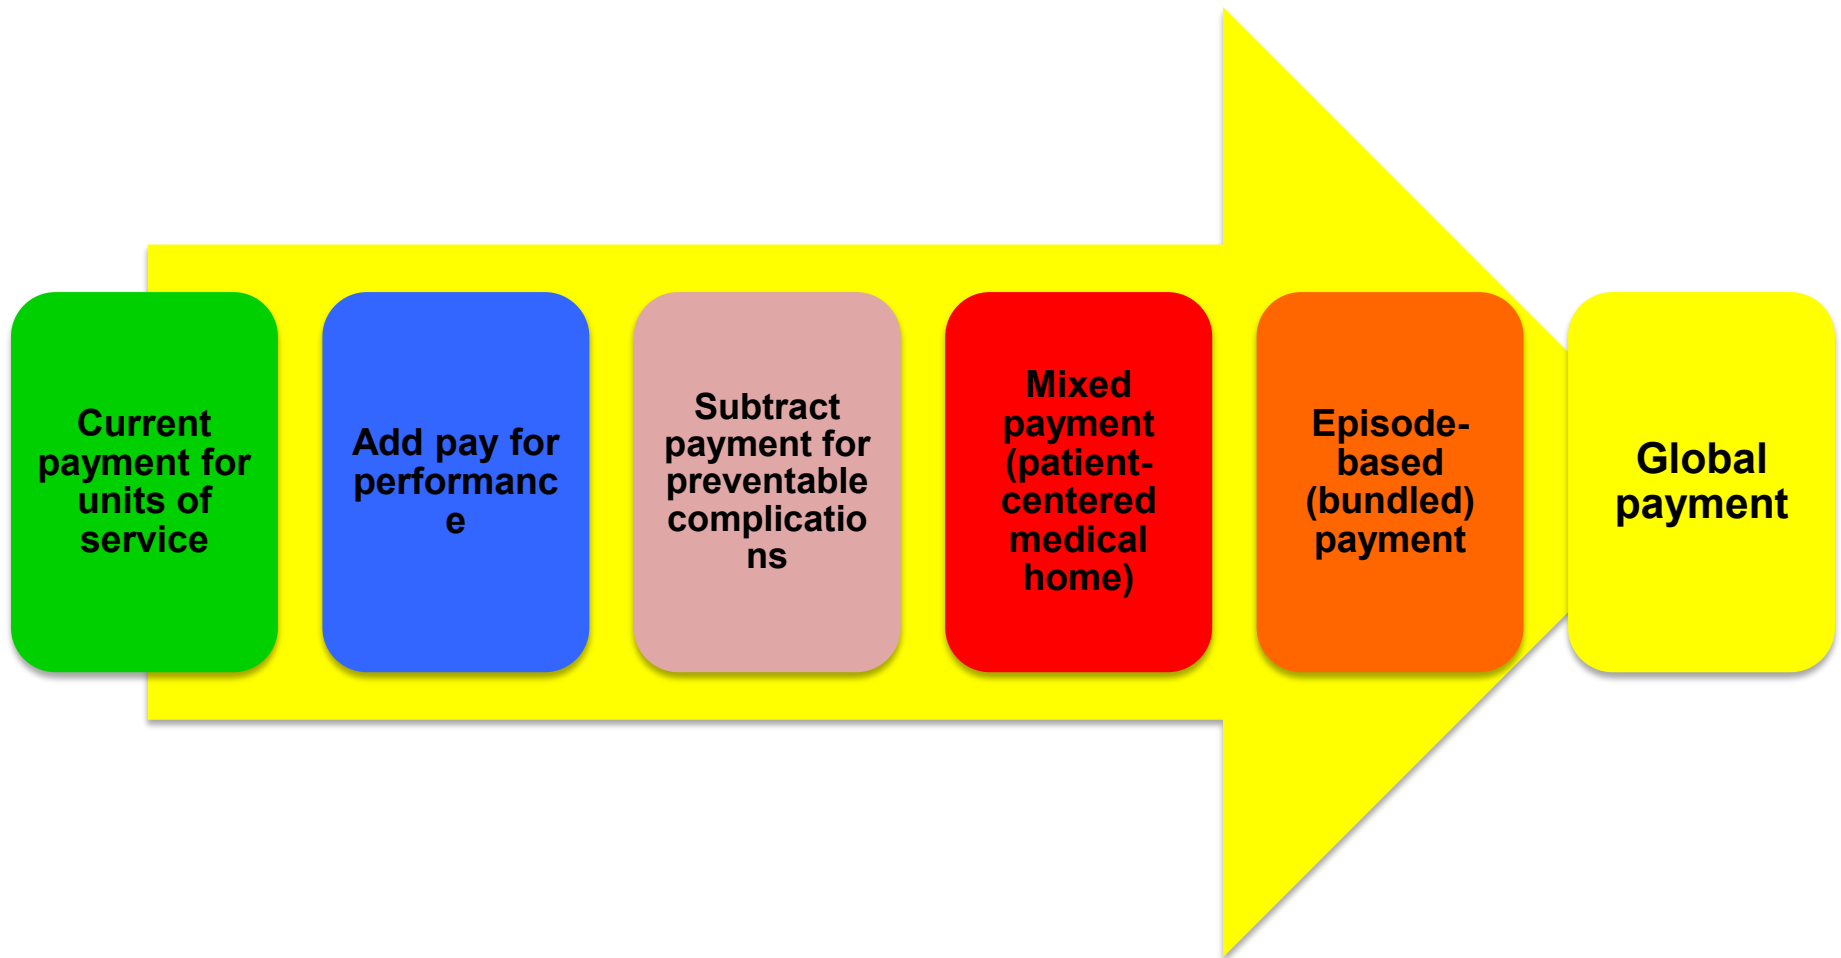 Current
payment for
units of
service
Add pay for
performanc
e
Subtract
payment for
preventable
complicatio
ns
Mixed
payment
(patient-
centered
medical
home)
Episode-
based
(bundled)
payment
Global
payment